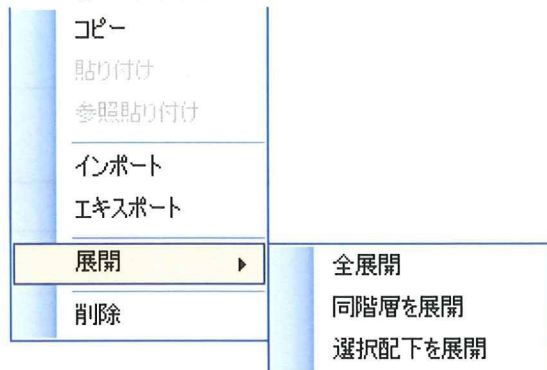 コピー
貼り付け
参照貼り付け
インポート
エキスポート
展開
削除
全展開
同階層を展開
選択配下を展開